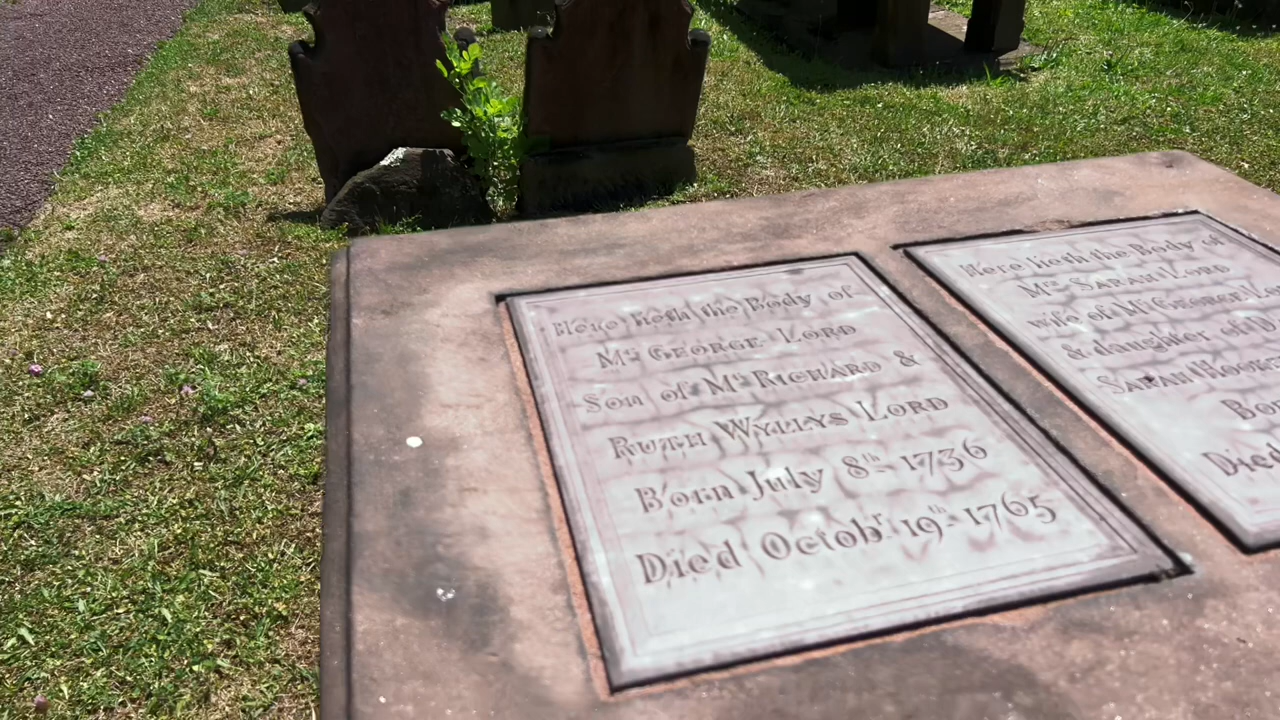 Here lieth the Body of
Mr. GEORGE LORD
Son of Mr. RICHARD &
RUTH WYLLYS LORD
Born July 8th. 1736
Died Octobr. 19th. 1765
Here lieth the Body of
Mrs. SARAH LORD
wife of Mr. GEORGE
& daughter of
SARAH
Died